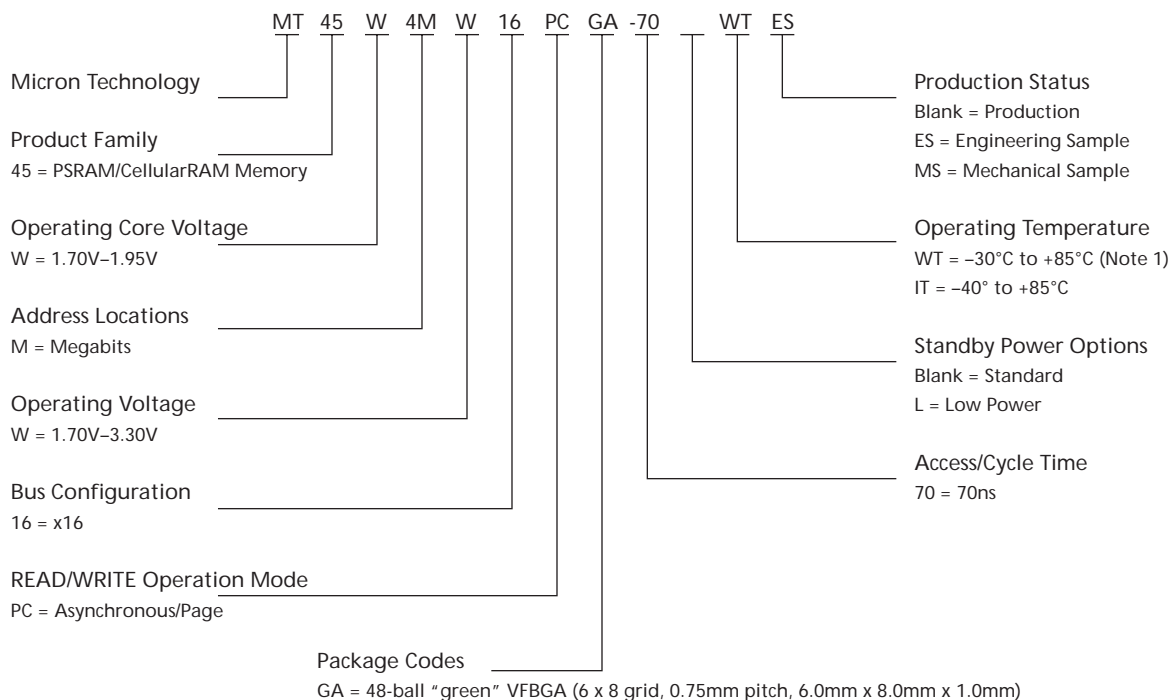 MT 45 W 4M W 16 PC GA -70 WT ES
Micron Technology
Product Family
45 = PSRAM/CellularRAM Memory
Operating Core Voltage
W = 1.70V–1.95V
Address Locations
M = Megabits
Operating Voltage
W = 1.70V–3.30V
Bus Configuration
16 = x16
READ/WRITE Operation Mode
PC = Asynchronous/Page
Package Codes
GA = 48-ball “green” VFBGA (6 x 8 grid, 0.75mm pitch, 6.0mm x 8.0mm x 1.0mm)
Production Status
Blank = Production
ES = Engineering Sample
MS = Mechanical Sample
Operating Temperature
WT = –30°C to +85°C (Note 1)
IT = –40° to +85°C
Standby Power Options
Blank = Standard
L = Low Power
Access/Cycle Time
70 = 70ns